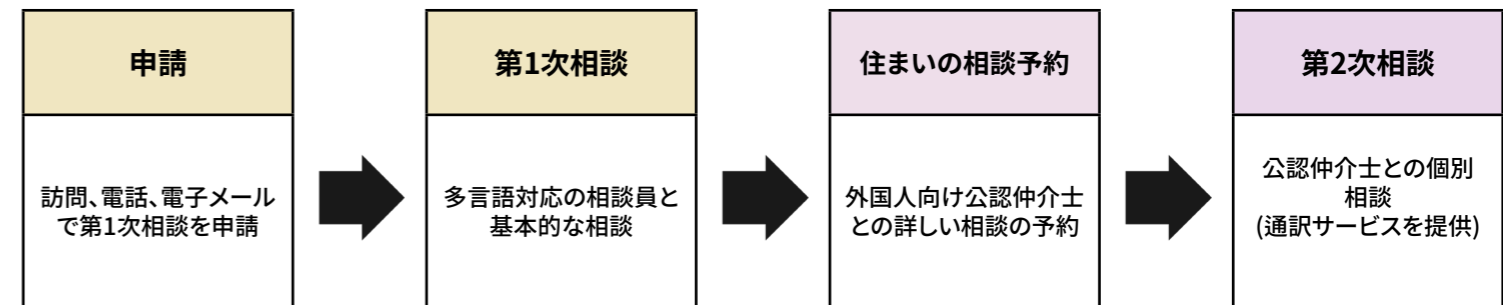 申請
訪問、電話、電子メール
で第1次相談を申請
第1次相談
多言語対応の相談員と
基本的な相談
住まいの相談予約
外国人向け公認仲介士
との詳しい相談の予約
第2次相談
公認仲介士との個別
相談
(通訳サービスを提供)